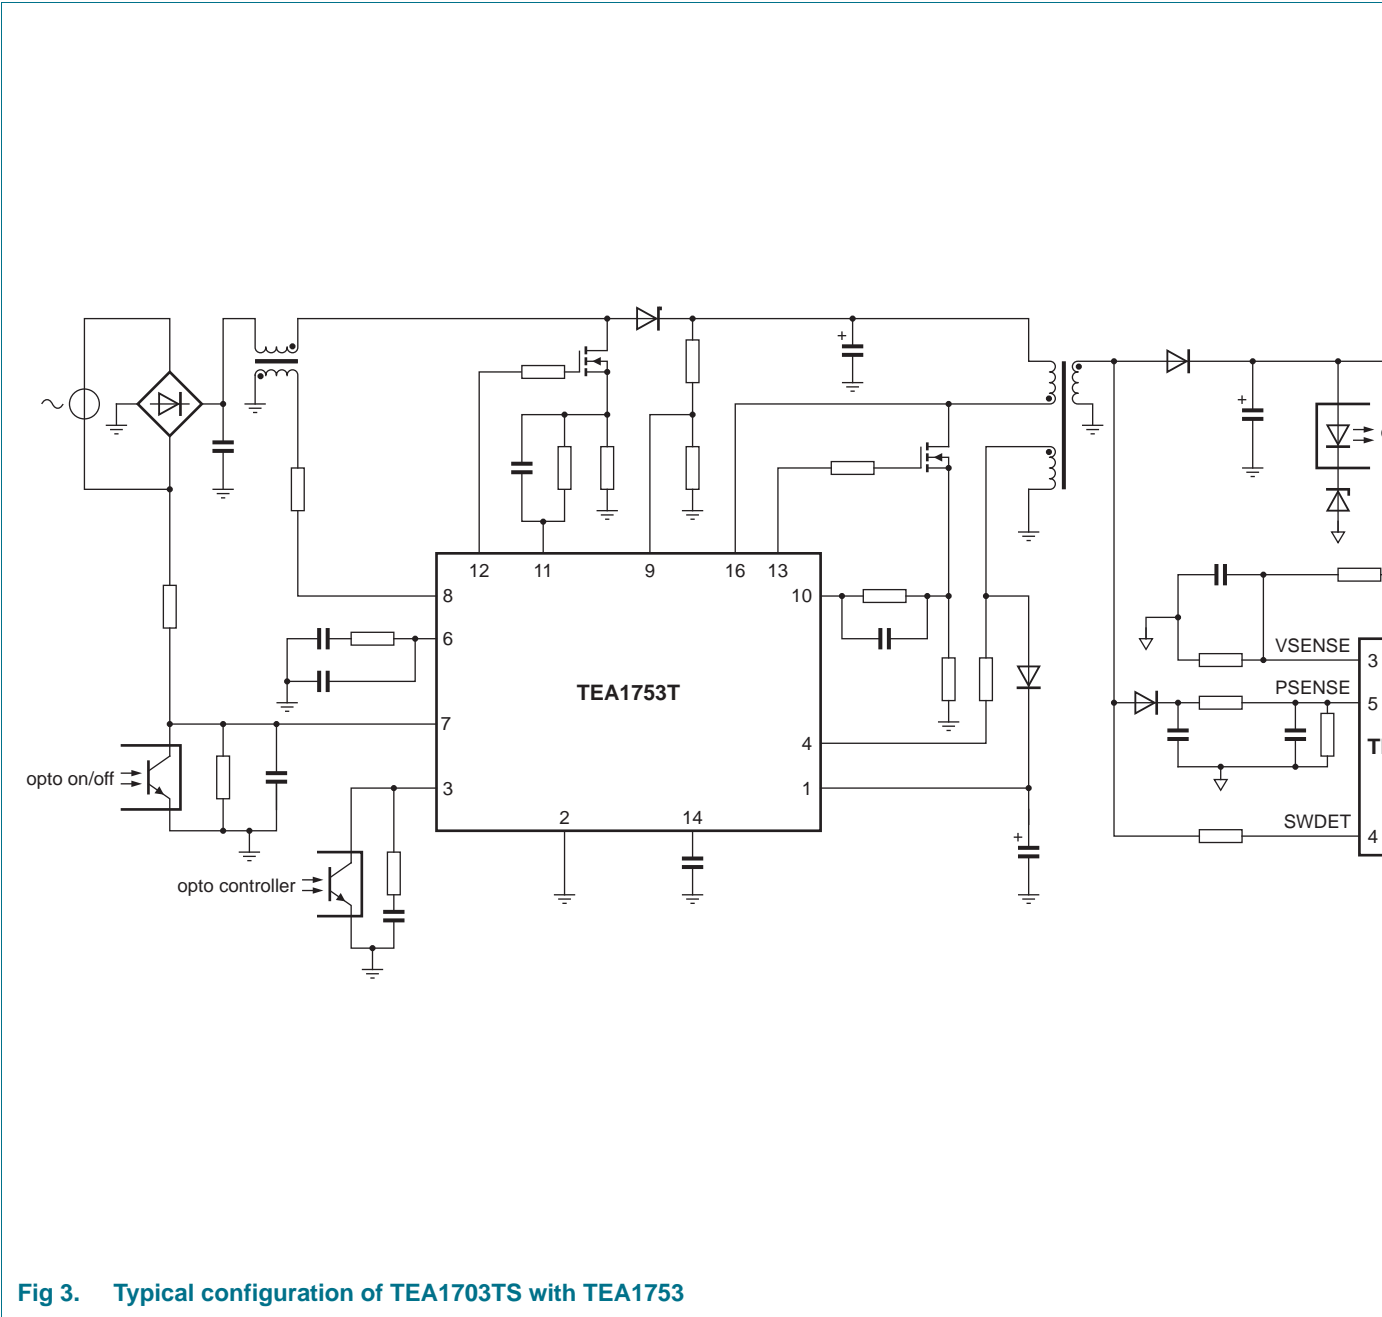 12 11 9 16 13
8 10
6
VSENSE 3
TEA1753T
PSENSE 5
7
4
opto on/off
3 1
2 14
SWDET 4
opto controller
+
+
+
Fig 3. Typical configuration of TEA1703TS with TEA1753